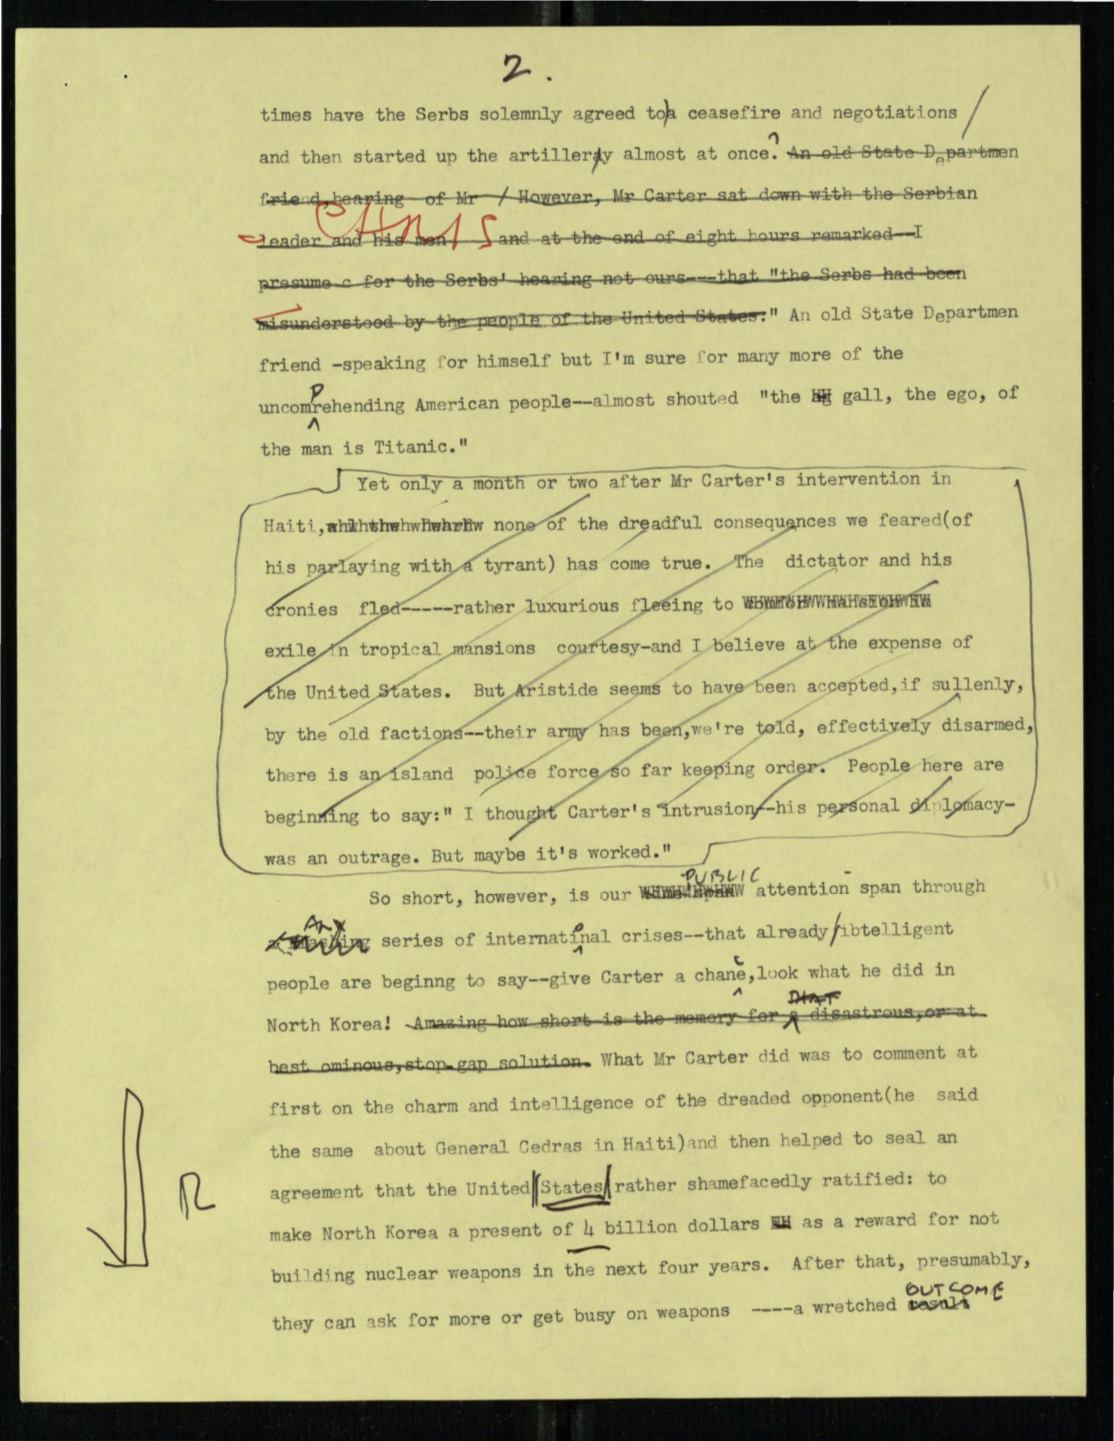 2.
times have the Serbs solemnly agreed to a ceasefire and negotiations /
and then started up the artillery almost at once? An old State Departmen
friend,hearing of Mr / However, Mr Carter sat down with the Serbian
leader and his men and at the end of eight hours remarked--I
presume c for the Serbs' hearing not ours---that "the Serbs had been
misunderstood by the people of the United States." An old State Departmen
friend -speaking for himself but I'm sure for many more of the
P
uncomrehending American people--almost shouted "the gall, the ego, of
the man is Titanic."
Yet only a month or two after Mr Carter's intervention in
Haiti, none of the dreadful consequences we feared(of
his parlaying with a tyrant) has come true. The dictator and his
cronies fled-----rather luxurious fleeing to
exile in tropical mansions courtesy-and I believe at the expense of
the United States. But Aristide seems to have been accepted,if sullenly,
by the old factions--their army has been,we're told, effectively disarmed,
there is an island police force so far keeping order. People here are
beginning to say:" I thought Carter's intrusion--his personal diplomacy-
was an outrage. But maybe it's worked."
PUBLIC
So short, however, is our attention span through
ANY
series of internatinal crises--that already ibtelligent
o
people are beginng to say--give Carter a chane,look what he did in
c
North Korea! Amazing how short is the memory for a disastrous,or at
best ominous,stop-gap solution. What Mr Carter did was to comment at
first on the charm and intelligence of the dreaded opponent(he said
the same about General Cedras in Haiti)and then helped to seal an
agreement that the United States rather shamefacedly ratified: to
R
make North Korea a present of 4 billion dollars as a reward for not
building nuclear weapons in the next four years. After that, presumably,
OUTCOME
they can ask for more or get busy on weapons ----a wretched result